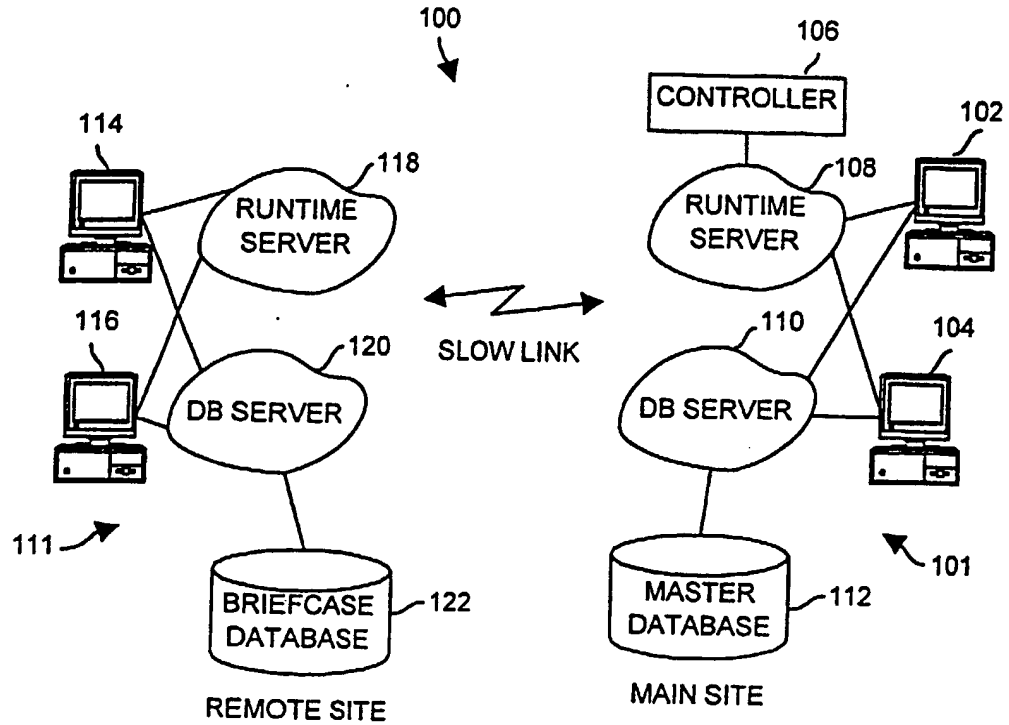 100
106
CONTROLLER
102
114
118
108
RUNTIME
SERVER
RUNTIME
SERVER
116
120
SLOW LINK
110
104
DB SERVER
DB SERVER
111
101
BRIEFCASE
DATABASE
122
MASTER
DATABASE
112
REMOTE SITE
MAIN SITE